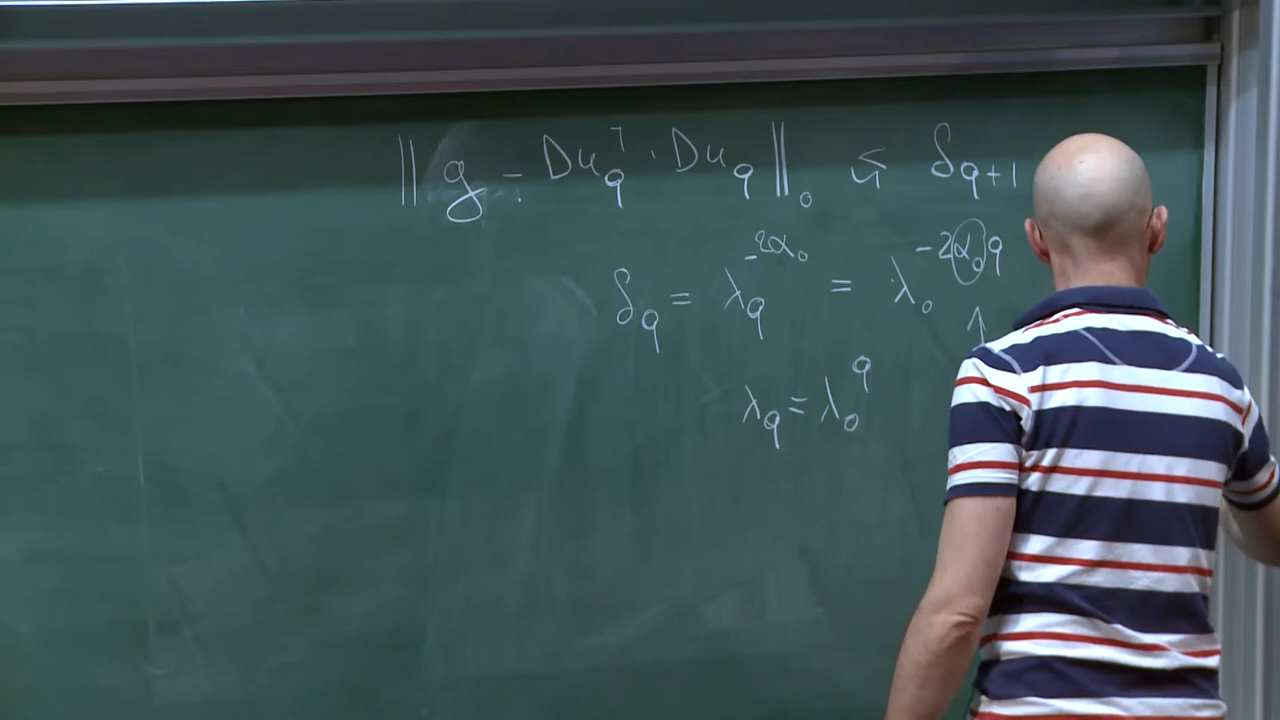 ‖ g - Du_q^T · Du_q ‖_0 ≤ δ_{q+1}
δ_q = λ_q^{-2α_0} = λ_0^{-2α_0 q}
↑
λ_q = λ_0^q